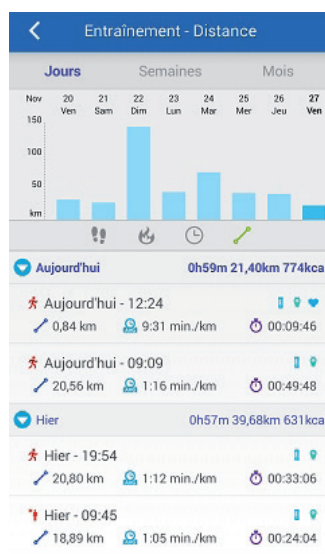 Entraînement - Distance
Jours Semaines Mois
Nov 20 21 22 23 24 25 26 27
Ven Sam Dim Lun Mar Mer Jeu Ven
150
100
50
km
Aujourd'hui 0h59m 21,40km 774kca
Aujourd'hui - 12:24
0,84 km 9:31 min./km 00:09:46
Aujourd'hui - 09:09
20,56 km 1:16 min./km 00:49:48
Hier 0h57m 39,68km 631kca
Hier - 19:54
20,80 km 1:12 min./km 00:33:06
Hier - 09:45
18,89 km 1:05 min./km 00:24:04